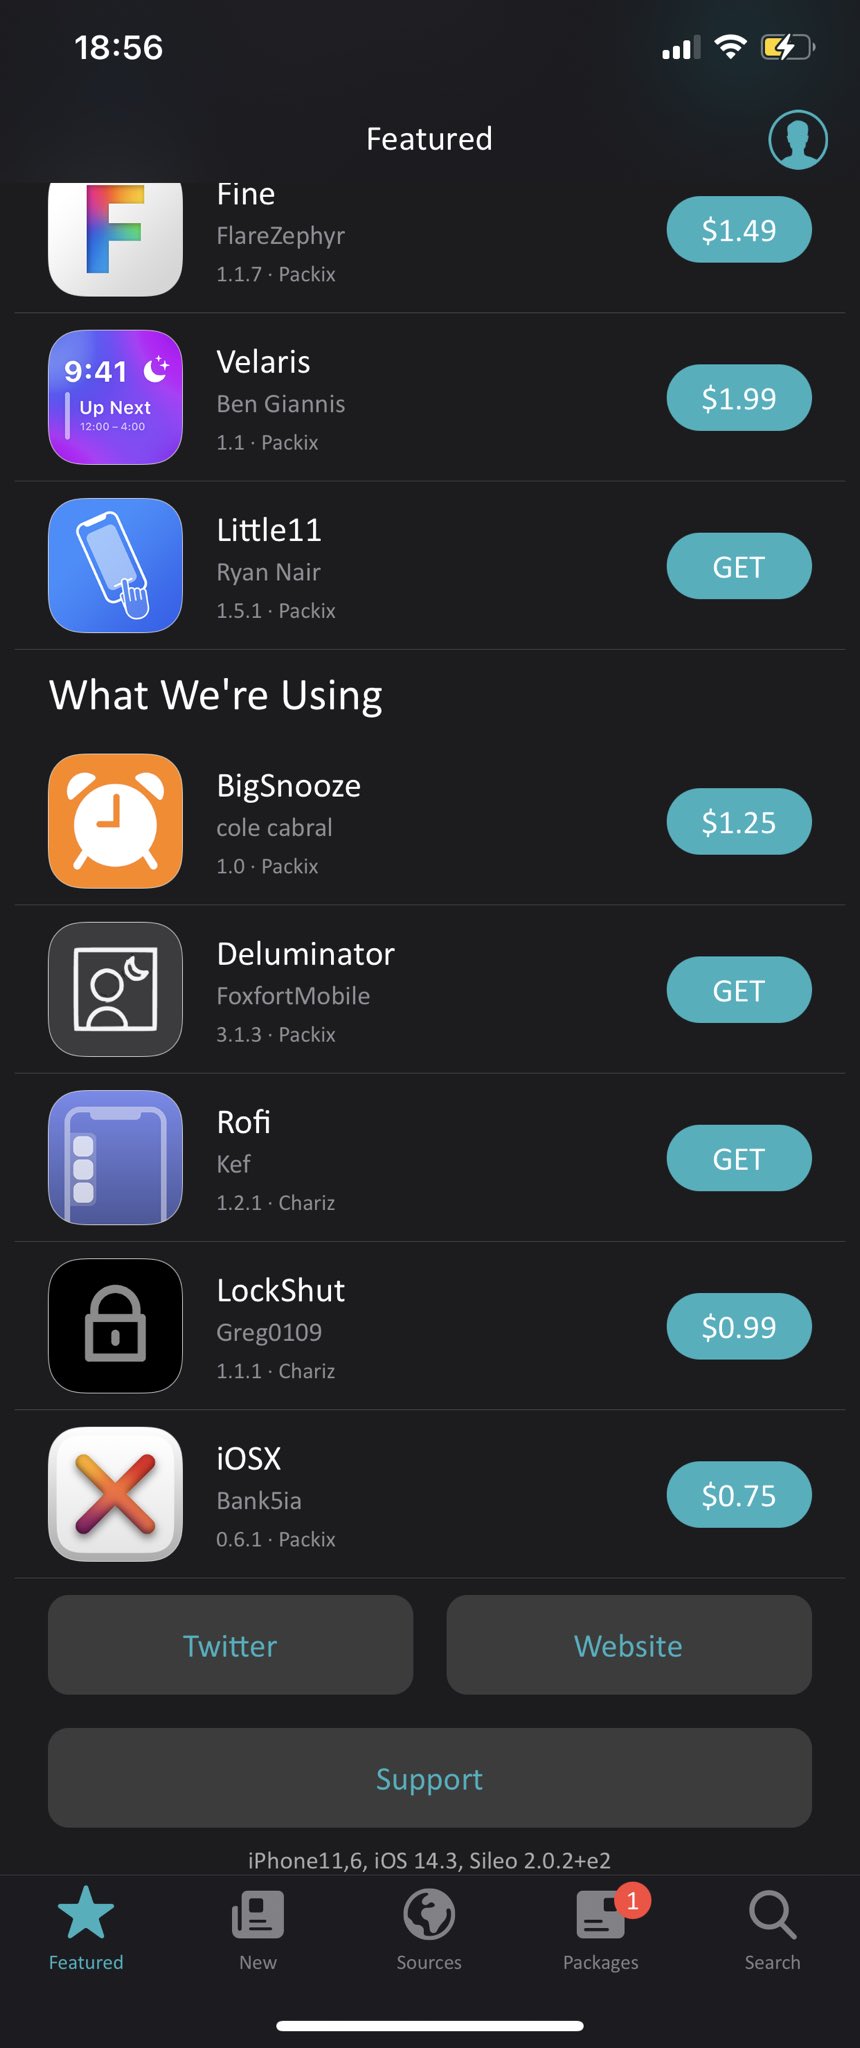 18:56
Featured
Fine
FlareZephyr
1.1.7 · Packix
$1.49
9:41
Up Next
12:00 – 4:00
Velaris
Ben Giannis
1.1 · Packix
$1.99
Little11
Ryan Nair
1.5.1 · Packix
GET
What We're Using
BigSnooze
cole cabral
1.0 · Packix
$1.25
Deluminator
FoxfortMobile
3.1.3 · Packix
GET
Rofi
Kef
1.2.1 · Chariz
GET
LockShut
Greg0109
1.1.1 · Chariz
$0.99
iOSX
Bank5ia
0.6.1 · Packix
$0.75
Twitter
Website
Support
iPhone11,6, iOS 14.3, Sileo 2.0.2+e2
1
Featured
New
Sources
Packages
Search